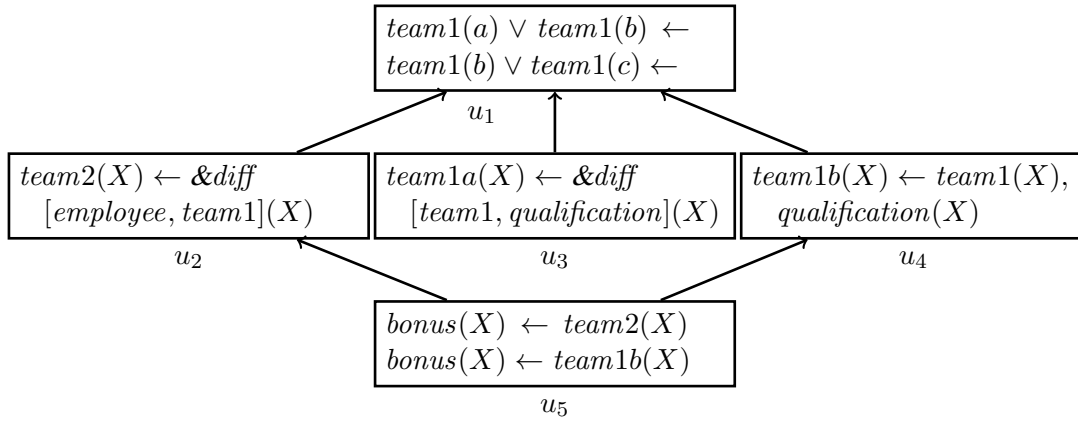 team1(a) ∨ team1(b) ←
team1(b) ∨ team1(c) ←
u₁
team2(X) ← &diff
[employee, team1](X)
u₂
team1a(X) ← &diff
[team1, qualification](X)
u₃
team1b(X) ← team1(X),
qualification(X)
u₄
bonus(X) ← team2(X)
bonus(X) ← team1b(X)
u₅